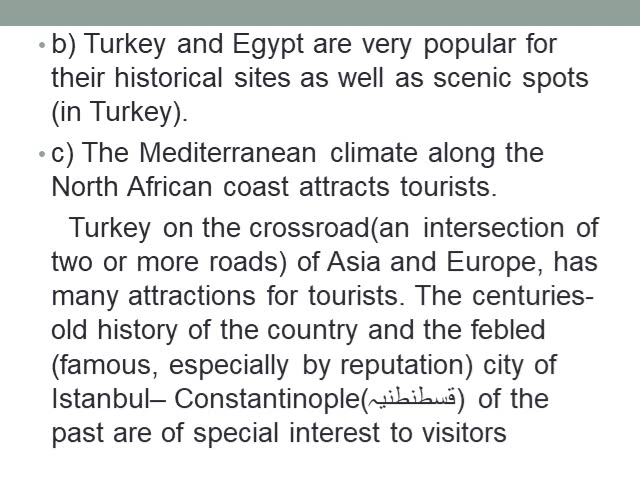 • b) Turkey and Egypt are very popular for
their historical sites as well as scenic spots
(in Turkey).
• c) The Mediterranean climate along the
North African coast attracts tourists.
Turkey on the crossroad(an intersection of
two or more roads) of Asia and Europe, has
many attractions for tourists. The centuries-
old history of the country and the febled
(famous, especially by reputation) city of
Istanbul– Constantinople(قسطنطنیہ) of the
past are of special interest to visitors